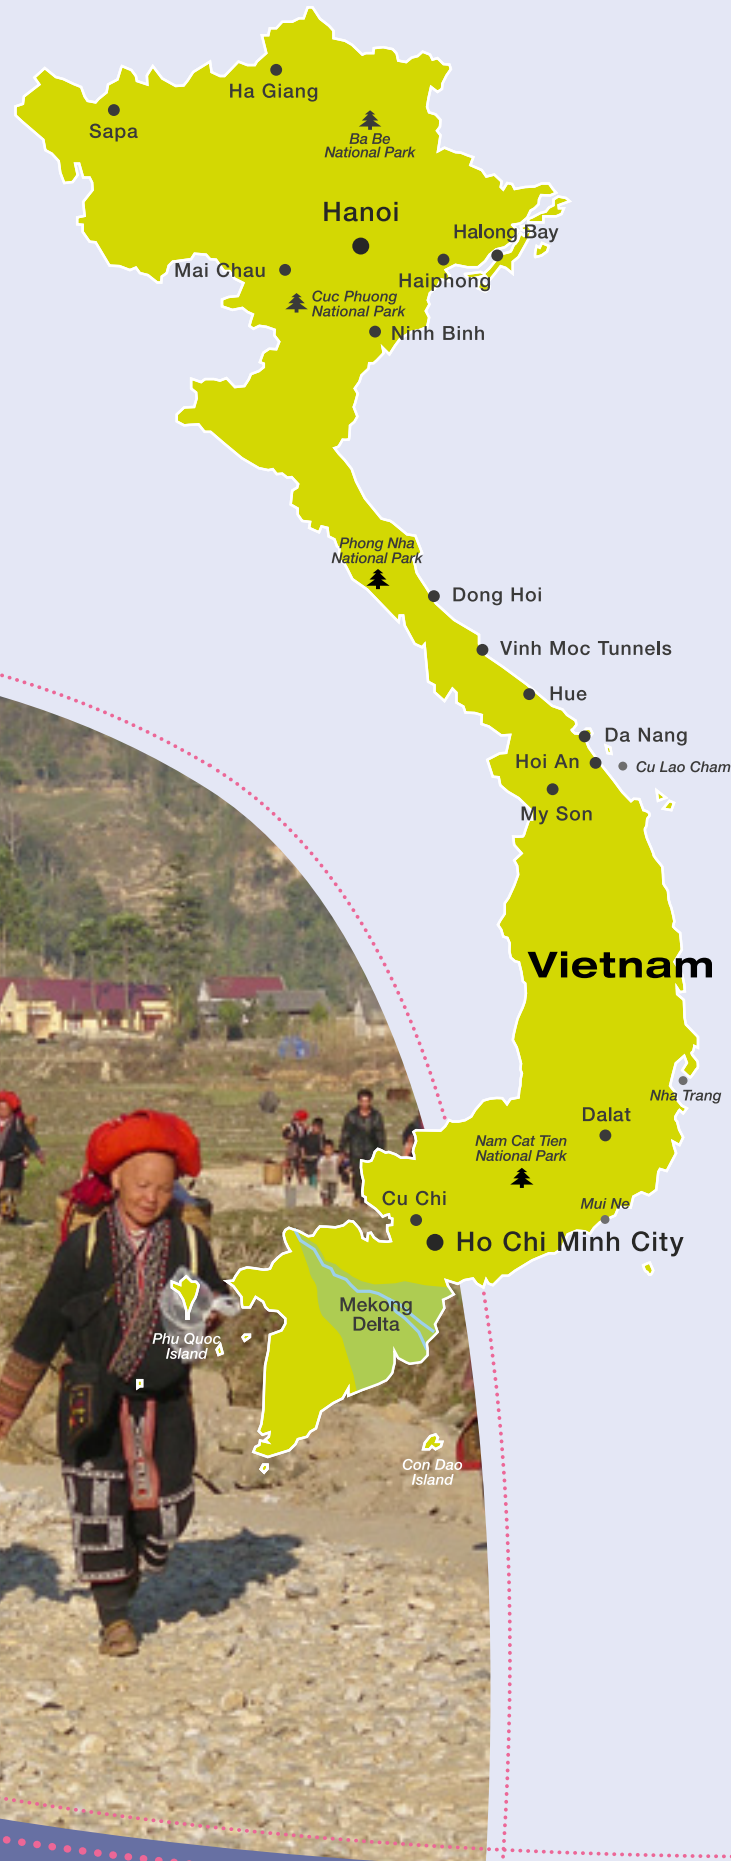 Ha Giang
Sapa
Ba Be
National Park
Hanoi
Halong Bay
Mai Chau
Haiphong
Cuc Phuong
National Park
Ninh Binh
Phong Nha
National Park
Dong Hoi
Vinh Moc Tunnels
Hue
Da Nang
Hoi An
Cu Lao Cham
My Son
Vietnam
Nha Trang
Dalat
Nam Cat Tien
National Park
Cu Chi
Mui Ne
Ho Chi Minh City
Mekong
Delta
Phu Quoc
Island
Con Dao
Island